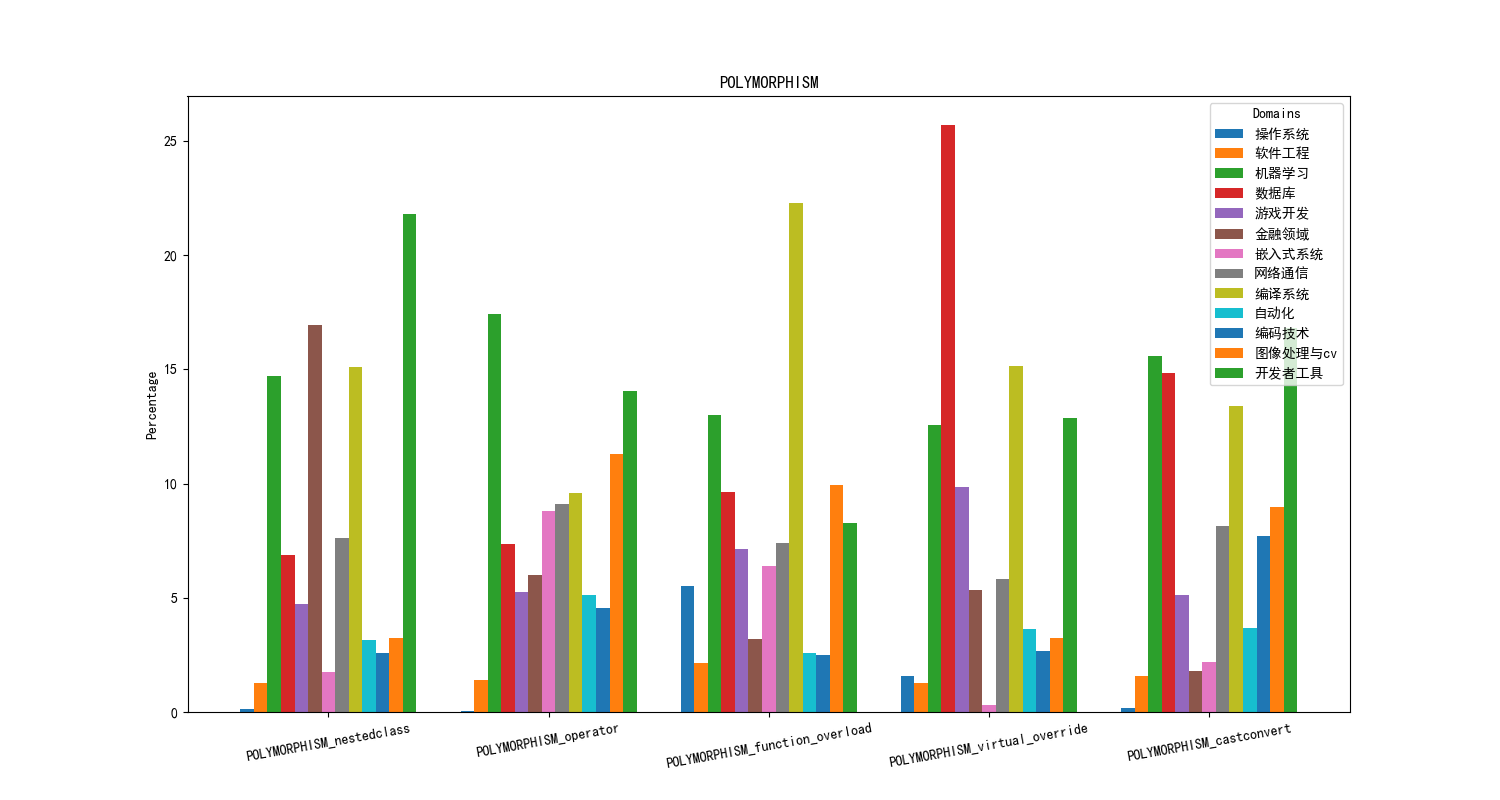 POLYMORPHISM
Percentage
25
20
15
10
5
0
Domains
操作系统
软件工程
机器学习
数据库
游戏开发
金融领域
嵌入式系统
网络通信
编译系统
自动化
编码技术
图像处理与cv
开发者工具
POLYMORPHISM_nestedclass
POLYMORPHISM_operator
POLYMORPHISM_function_overload
POLYMORPHISM_virtual_override
POLYMORPHISM_castconvert